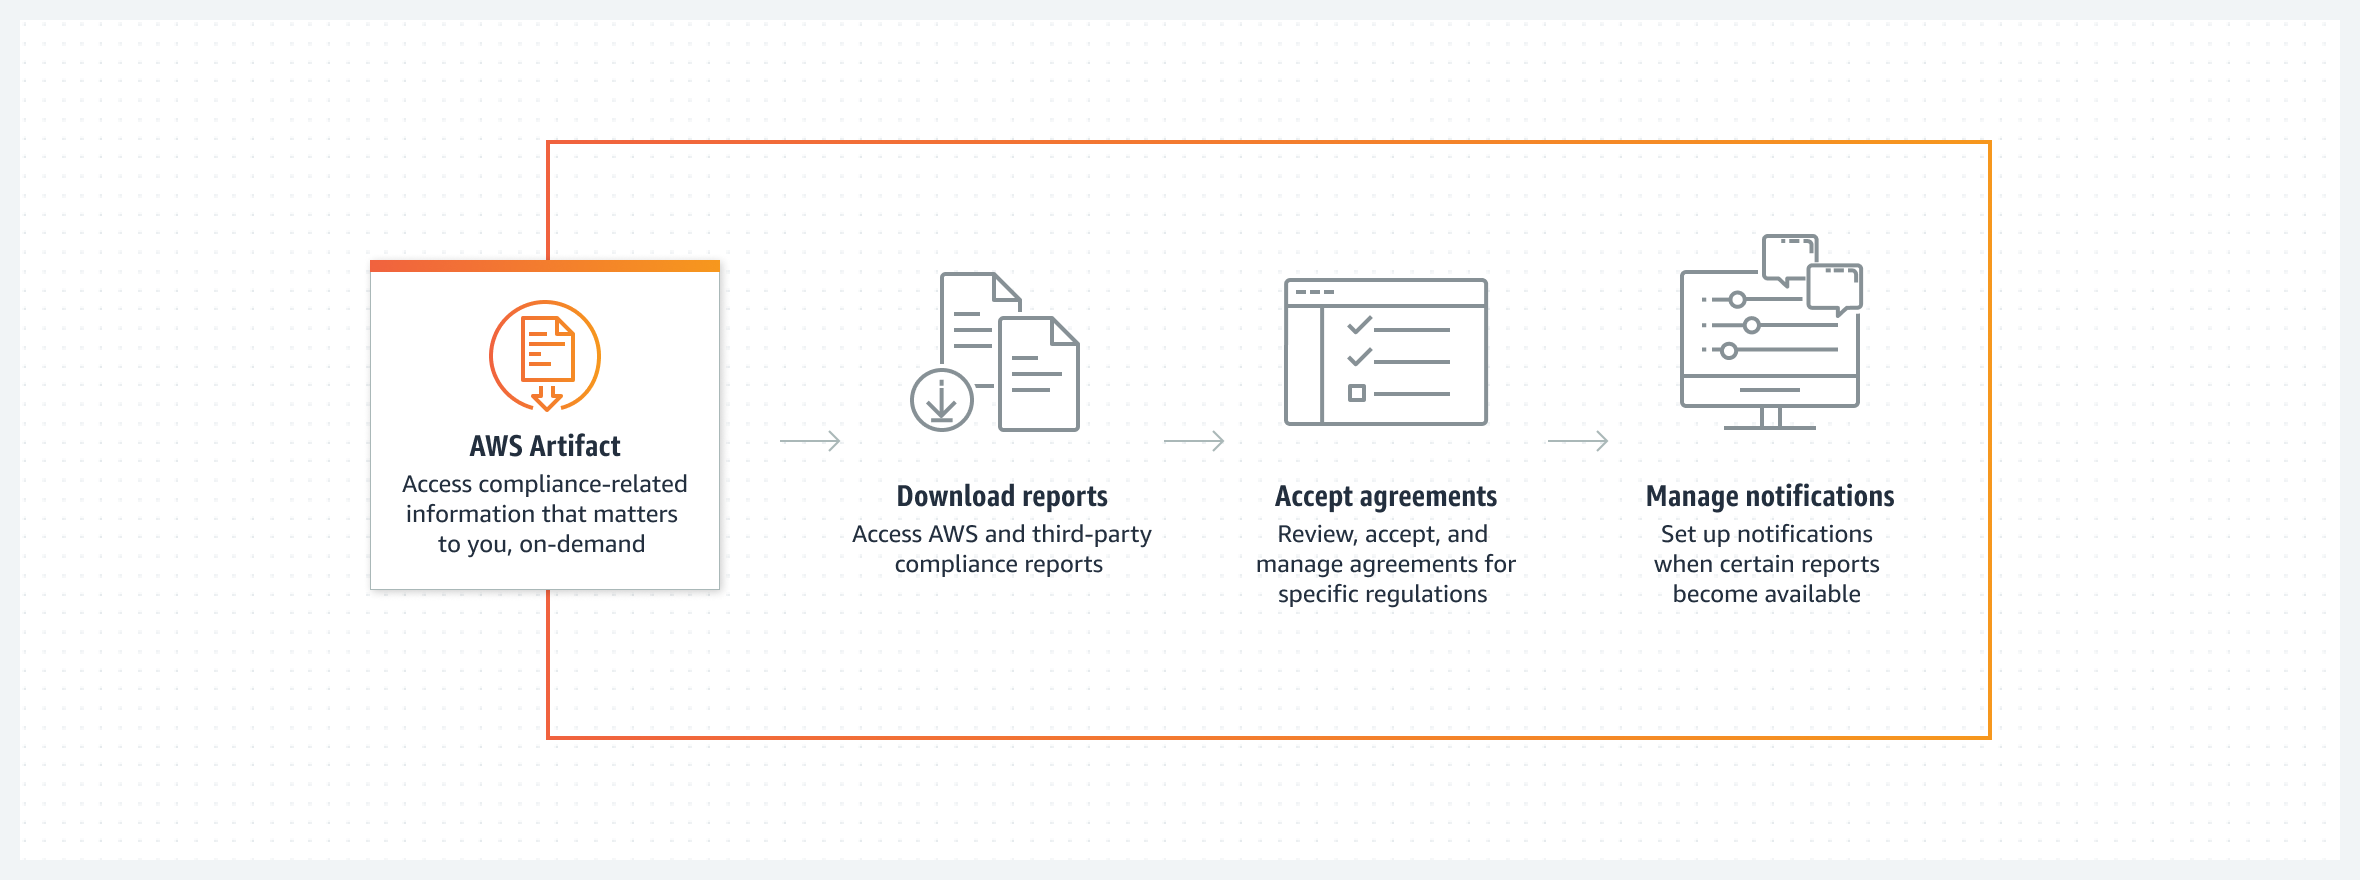 AWS Artifact
Access compliance-related
information that matters
to you, on-demand
Download reports
Access AWS and third-party
compliance reports
Accept agreements
Review, accept, and
manage agreements for
specific regulations
Manage notifications
Set up notifications
when certain reports
become available